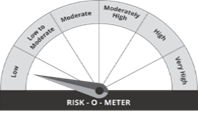 Low
Low to
Moderate
Moderate
Moderately
High
High
Very High
RISK - O - METER